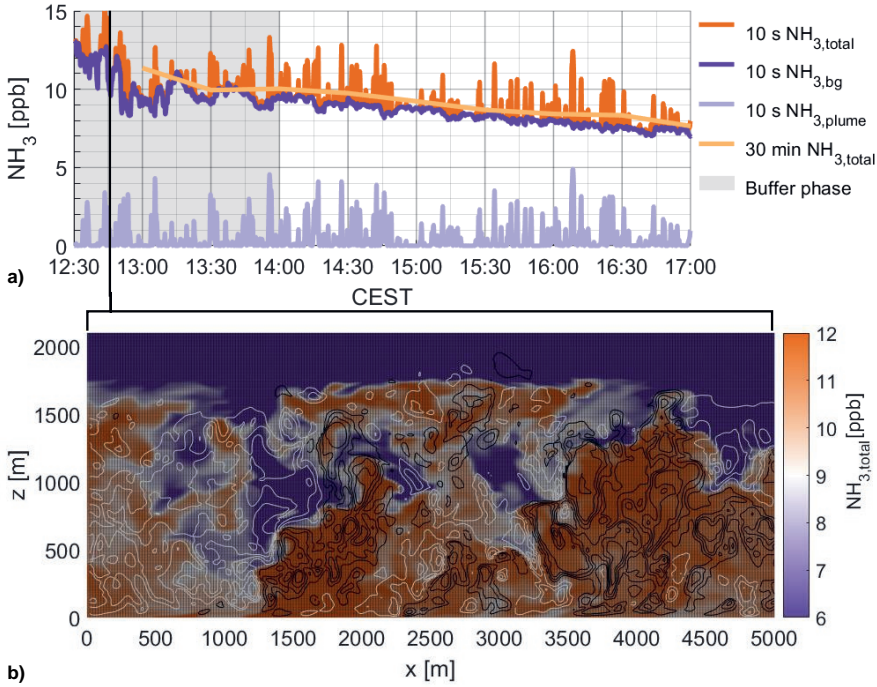 15
10
5
0
NH3 [ppb]
12:30 13:00 13:30 14:00 14:30 15:00 15:30 16:00 16:30 17:00
CEST
a)
10 s NH3,total
10 s NH3,bg
10 s NH3,plume
30 min NH3,total
Buffer phase
2000
1500
1000
500
0
z [m]
0 500 1000 1500 2000 2500 3000 3500 4000 4500 5000
x [m]
b)
12
11
10
9
8
7
6
NH3,total[ppb]